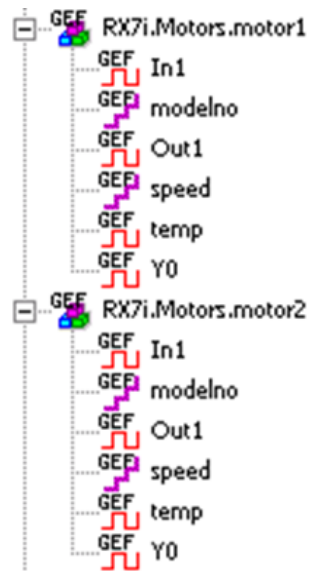 GEF RX7i.Motors.motor1
GEF In1
GEF modelno
GEF Out1
GEF speed
GEF temp
GEF Y0
GEF RX7i.Motors.motor2
GEF In1
GEF modelno
GEF Out1
GEF speed
GEF temp
GEF Y0